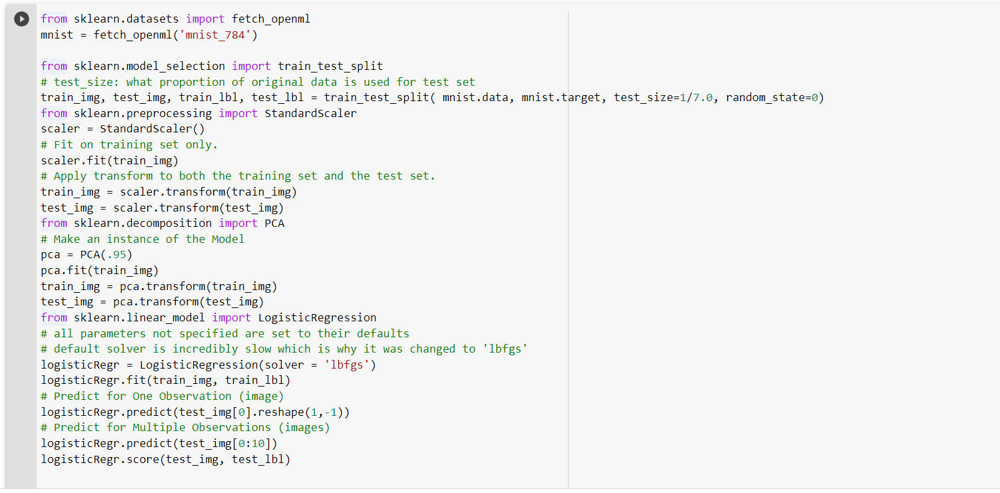 from sklearn.datasets import fetch_openml
mnist = fetch_openml('mnist_784')
from sklearn.model_selection import train_test_split
# test_size: what proportion of original data is used for test set
train_img, test_img, train_lbl, test_lbl = train_test_split( mnist.data, mnist.target, test_size=1/7.0, random_state=0)
from sklearn.preprocessing import StandardScaler
scaler = StandardScaler()
# Fit on training set only.
scaler.fit(train_img)
# Apply transform to both the training set and the test set.
train_img = scaler.transform(train_img)
test_img = scaler.transform(test_img)
from sklearn.decomposition import PCA
# Make an instance of the Model
pca = PCA(.95)
pca.fit(train_img)
train_img = pca.transform(train_img)
test_img = pca.transform(test_img)
from sklearn.linear_model import LogisticRegression
# all parameters not specified are set to their defaults
# default solver is incredibly slow which is why it was changed to 'lbfgs'
logisticRegr = LogisticRegression(solver = 'lbfgs')
logisticRegr.fit(train_img, train_lbl)
# Predict for One Observation (image)
logisticRegr.predict(test_img[0].reshape(1,-1))
# Predict for Multiple Observations (images)
logisticRegr.predict(test_img[0:10])
logisticRegr.score(test_img, test_lbl)